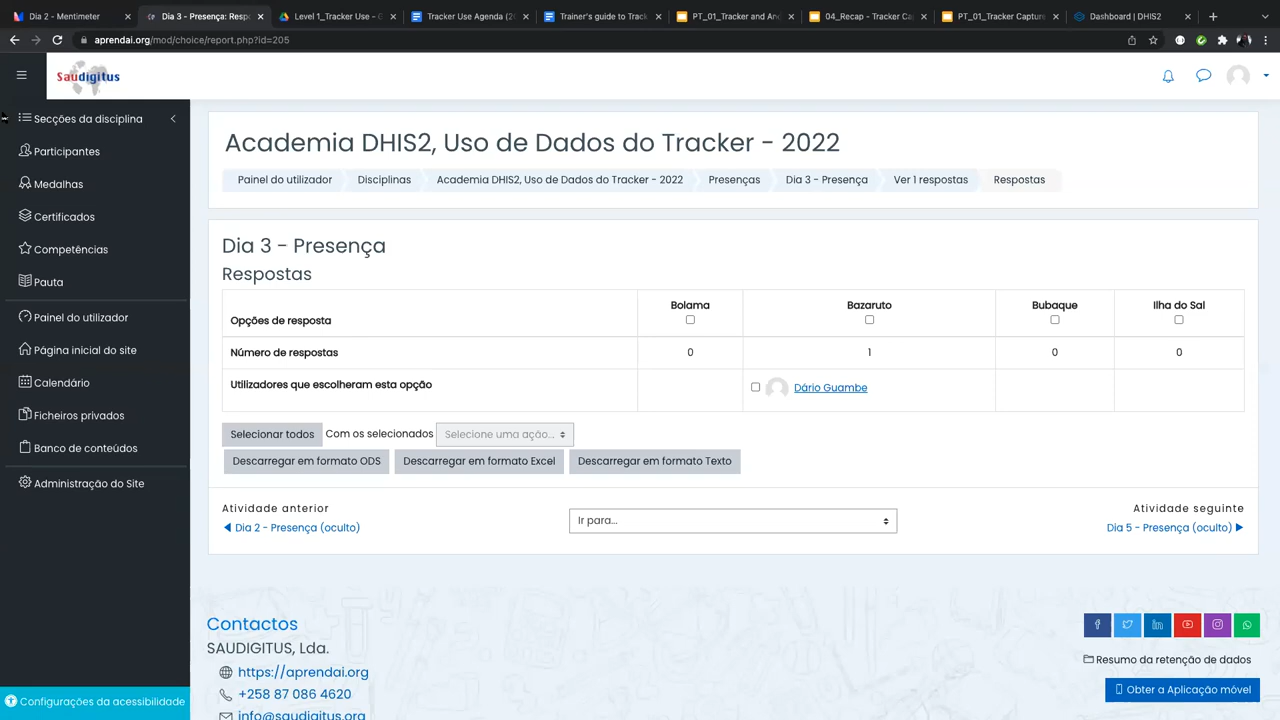 Dia 2 - Mentimeter
Dia 3 - Presença: Respo
Level 1_Tracker Use - G
Tracker Use Agenda (20
Trainer's guide to Track
PT_01_Tracker and An
04_Recap - Tracker Ca
PT_01_Tracker Capture
Dashboard | DHIS2
aprendai.org/mod/choice/report.php?id=205
Saudigitus
Secções da disciplina
Participantes
Medalhas
Certificados
Competências
Pauta
Painel do utilizador
Página inicial do site
Calendário
Ficheiros privados
Banco de conteúdos
Administração do Site
Configurações da acessibilidade
Academia DHIS2, Uso de Dados do Tracker - 2022
Painel do utilizador Disciplinas Academia DHIS2, Uso de Dados do Tracker - 2022 Presenças Dia 3 - Presença Ver 1 respostas Respostas
Dia 3 - Presença
Respostas
Opções de resposta Bolama Bazaruto Bubaque Ilha do Sal
Número de respostas 0 1 0 0
Utilizadores que escolheram esta opção Dário Guambe
Selecionar todos Com os selecionados Selecione uma ação...
Descarregar em formato ODS Descarregar em formato Excel Descarregar em formato Texto
Atividade anterior Atividade seguinte
◀ Dia 2 - Presença (oculto) Ir para... Dia 5 - Presença (oculto) ▶
Contactos
SAUDIGITUS, Lda.
https://aprendai.org
+258 87 086 4620
info@saudigitus.org
Resumo da retenção de dados
Obter a Aplicação móvel